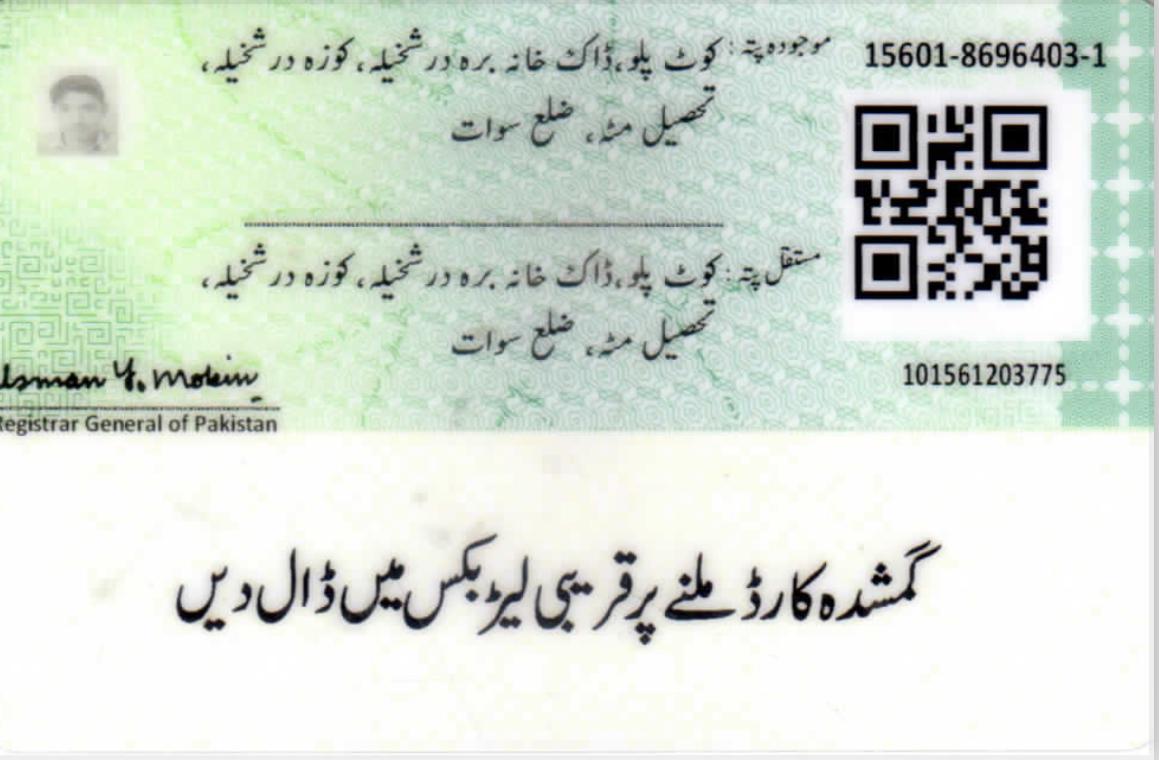 موجودہ پتہ: کوٹ پلو، ڈاک خانہ برہ درشخیلہ، کوزہ درشخیلہ،
تحصیل مٹہ، ضلع سوات
15601-8696403-1
مستقل پتہ: کوٹ پلو، ڈاک خانہ برہ درشخیلہ، کوزہ درشخیلہ،
تحصیل مٹہ، ضلع سوات
101561203775
Usman Y. Mobin
Registrar General of Pakistan
گمشدہ کارڈ ملنے پر قریبی لیٹر بکس میں ڈال دیں